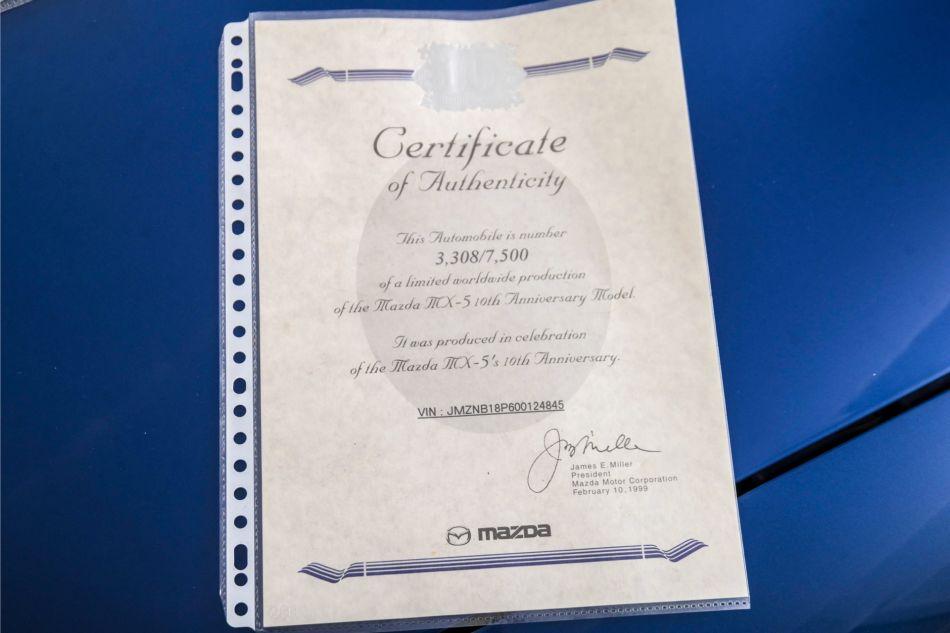 Certificate
of Authenticity
This Automobile is number
3,308/7,500
of a limited worldwide production
of the Mazda MX-5 10th Anniversary Model.
It was produced in celebration
of the Mazda MX-5's 10th Anniversary.
VIN : JMZNB18P600124845
James E. Miller
President
Mazda Motor Corporation
February 10, 1999
mazda